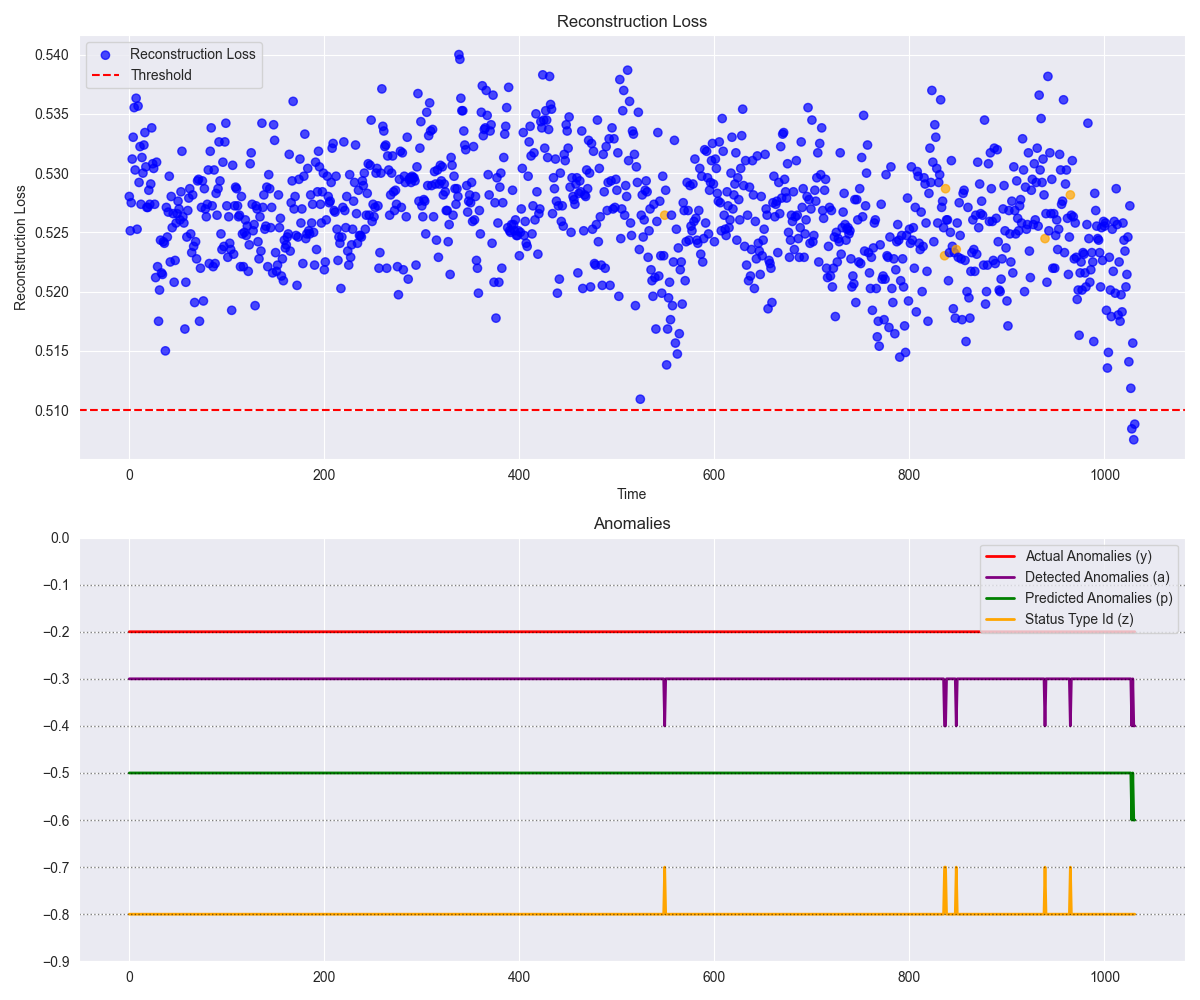 Reconstruction Loss
Reconstruction Loss
Threshold
0.540
0.535
0.530
0.525
0.520
0.515
0.510
Reconstruction Loss
0 200 400 600 800 1000
Time
Anomalies
Actual Anomalies (y)
Detected Anomalies (a)
Predicted Anomalies (p)
Status Type Id (z)
0.0
−0.1
−0.2
−0.3
−0.4
−0.5
−0.6
−0.7
−0.8
−0.9
0 200 400 600 800 1000